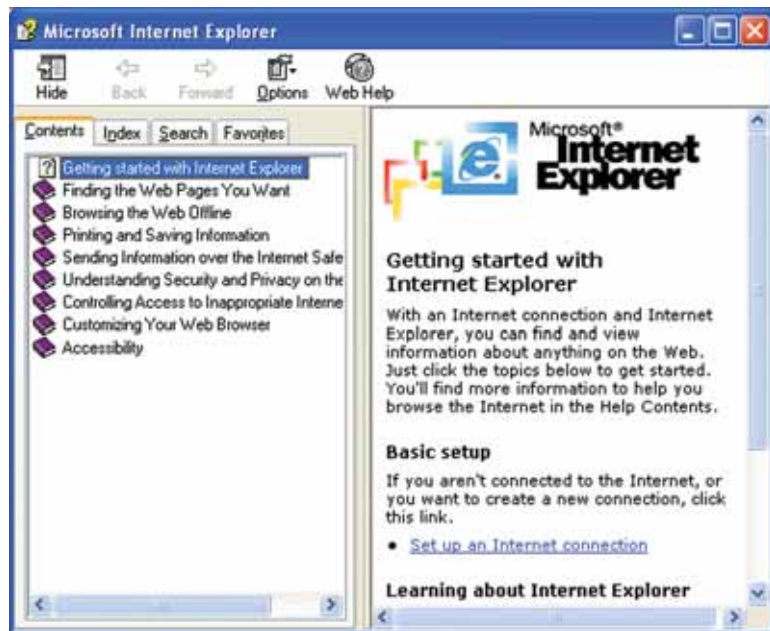 Microsoft Internet Explorer
Hide Back Forward Options Web Help
Contents Index Search Favorites
Getting started with Internet Explorer
Finding the Web Pages You Want
Browsing the Web Offline
Printing and Saving Information
Sending Information over the Internet Safe
Understanding Security and Privacy on the
Controlling Access to Inappropriate Interne
Customizing Your Web Browser
Accessibility
Microsoft®
Internet
Explorer
Getting started with
Internet Explorer
With an Internet connection and Internet
Explorer, you can find and view
information about anything on the Web.
Just click the topics below to get started.
You'll find more information to help you
browse the Internet in the Help Contents.
Basic setup
If you aren't connected to the Internet, or
you want to create a new connection, click
this link.
• Set up an Internet connection
Learning about Internet Explorer